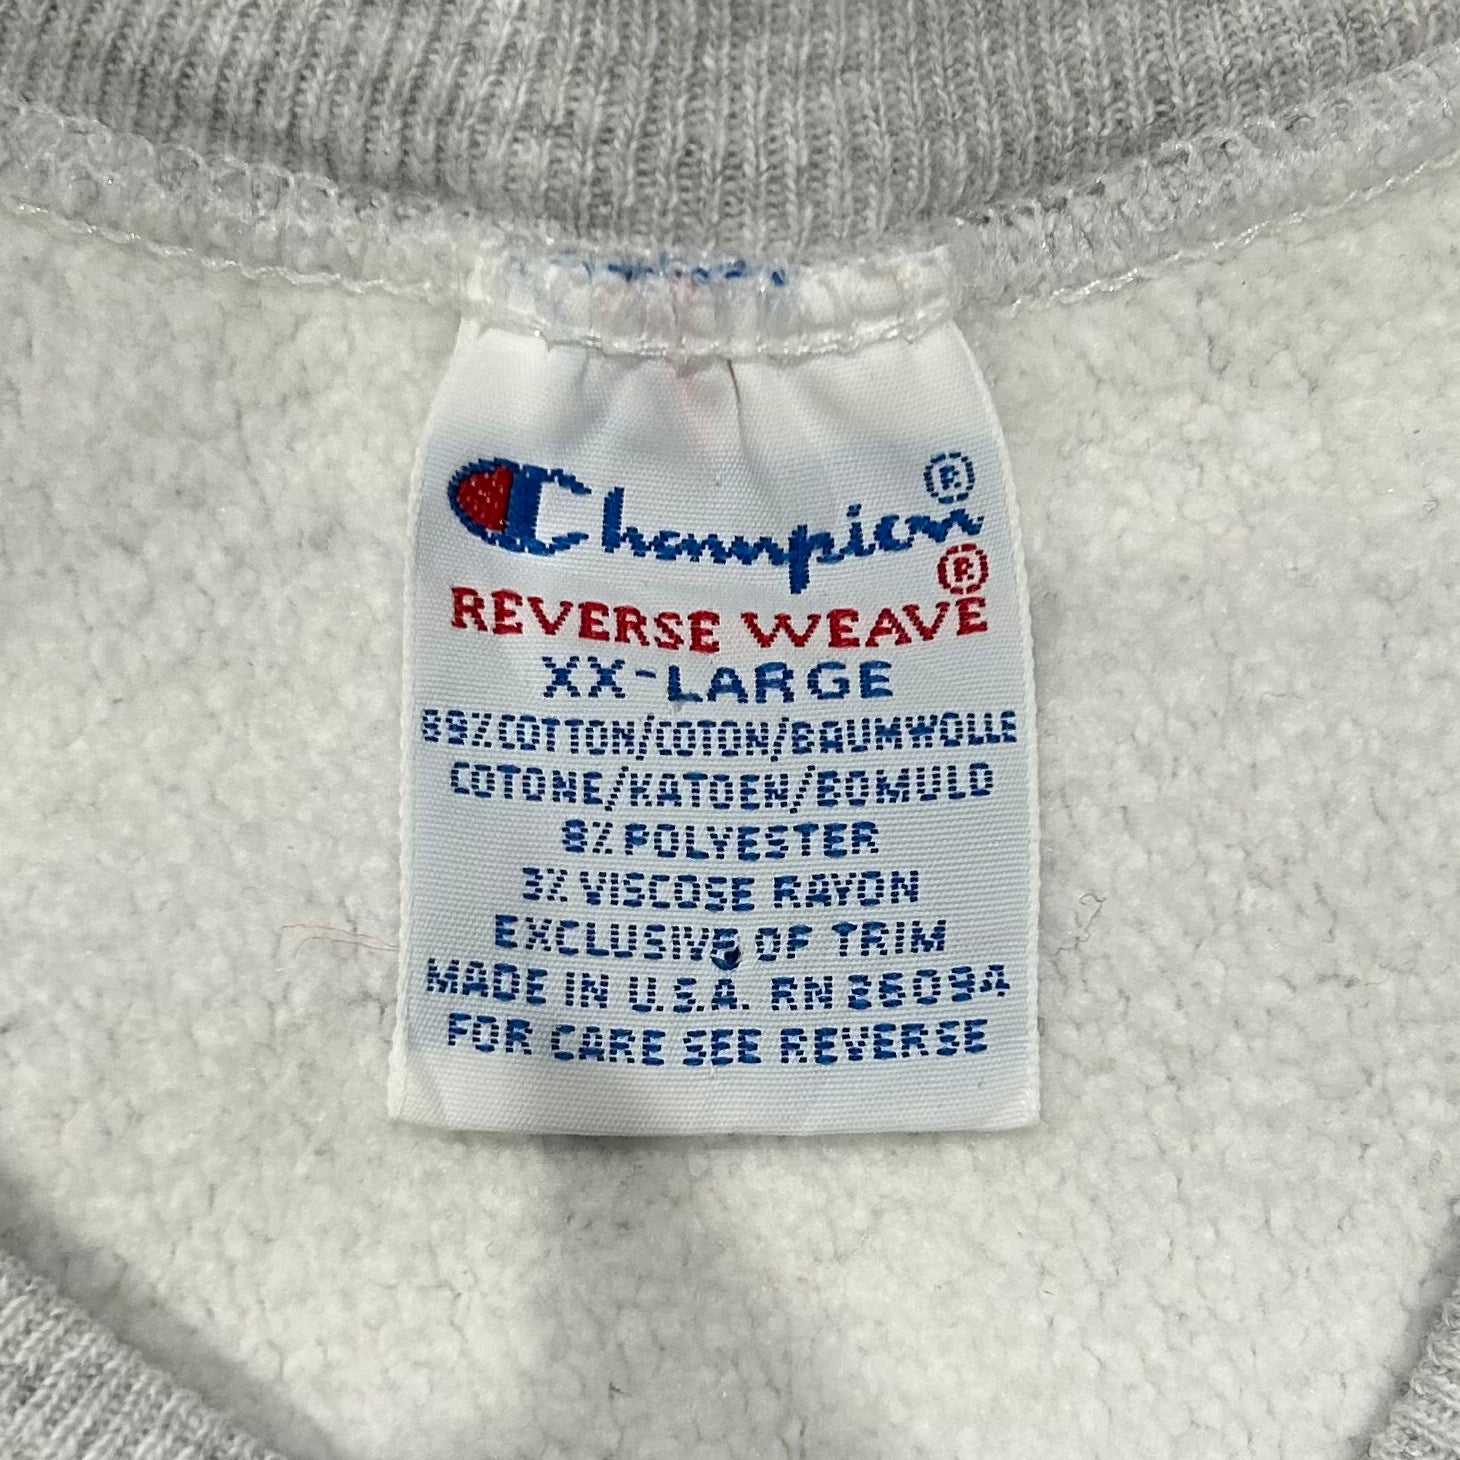 Champion®
REVERSE WEAVE®
XX-LARGE
89% COTTON/COTON/BAUMWOLLE
COTONE/KATOEN/BOMULD
8% POLYESTER
3% VISCOSE RAYON
EXCLUSIVE OF TRIM
MADE IN U.S.A. RN 26094
FOR CARE SEE REVERSE